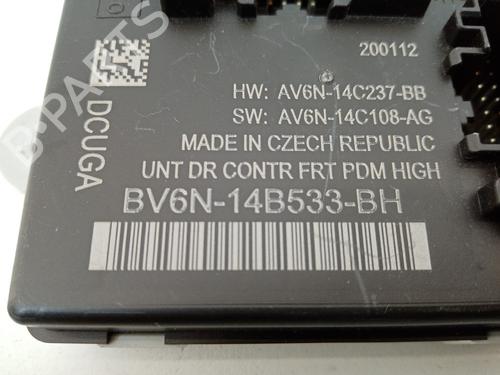 200112
DCUGA
HW: AV6N-14C237-BB
SW: AV6N-14C108-AG
MADE IN CZECH REPUBLIC
UNT DR CONTR FRT PDM HIGH
BV6N-14B533-BH
B-PARTS